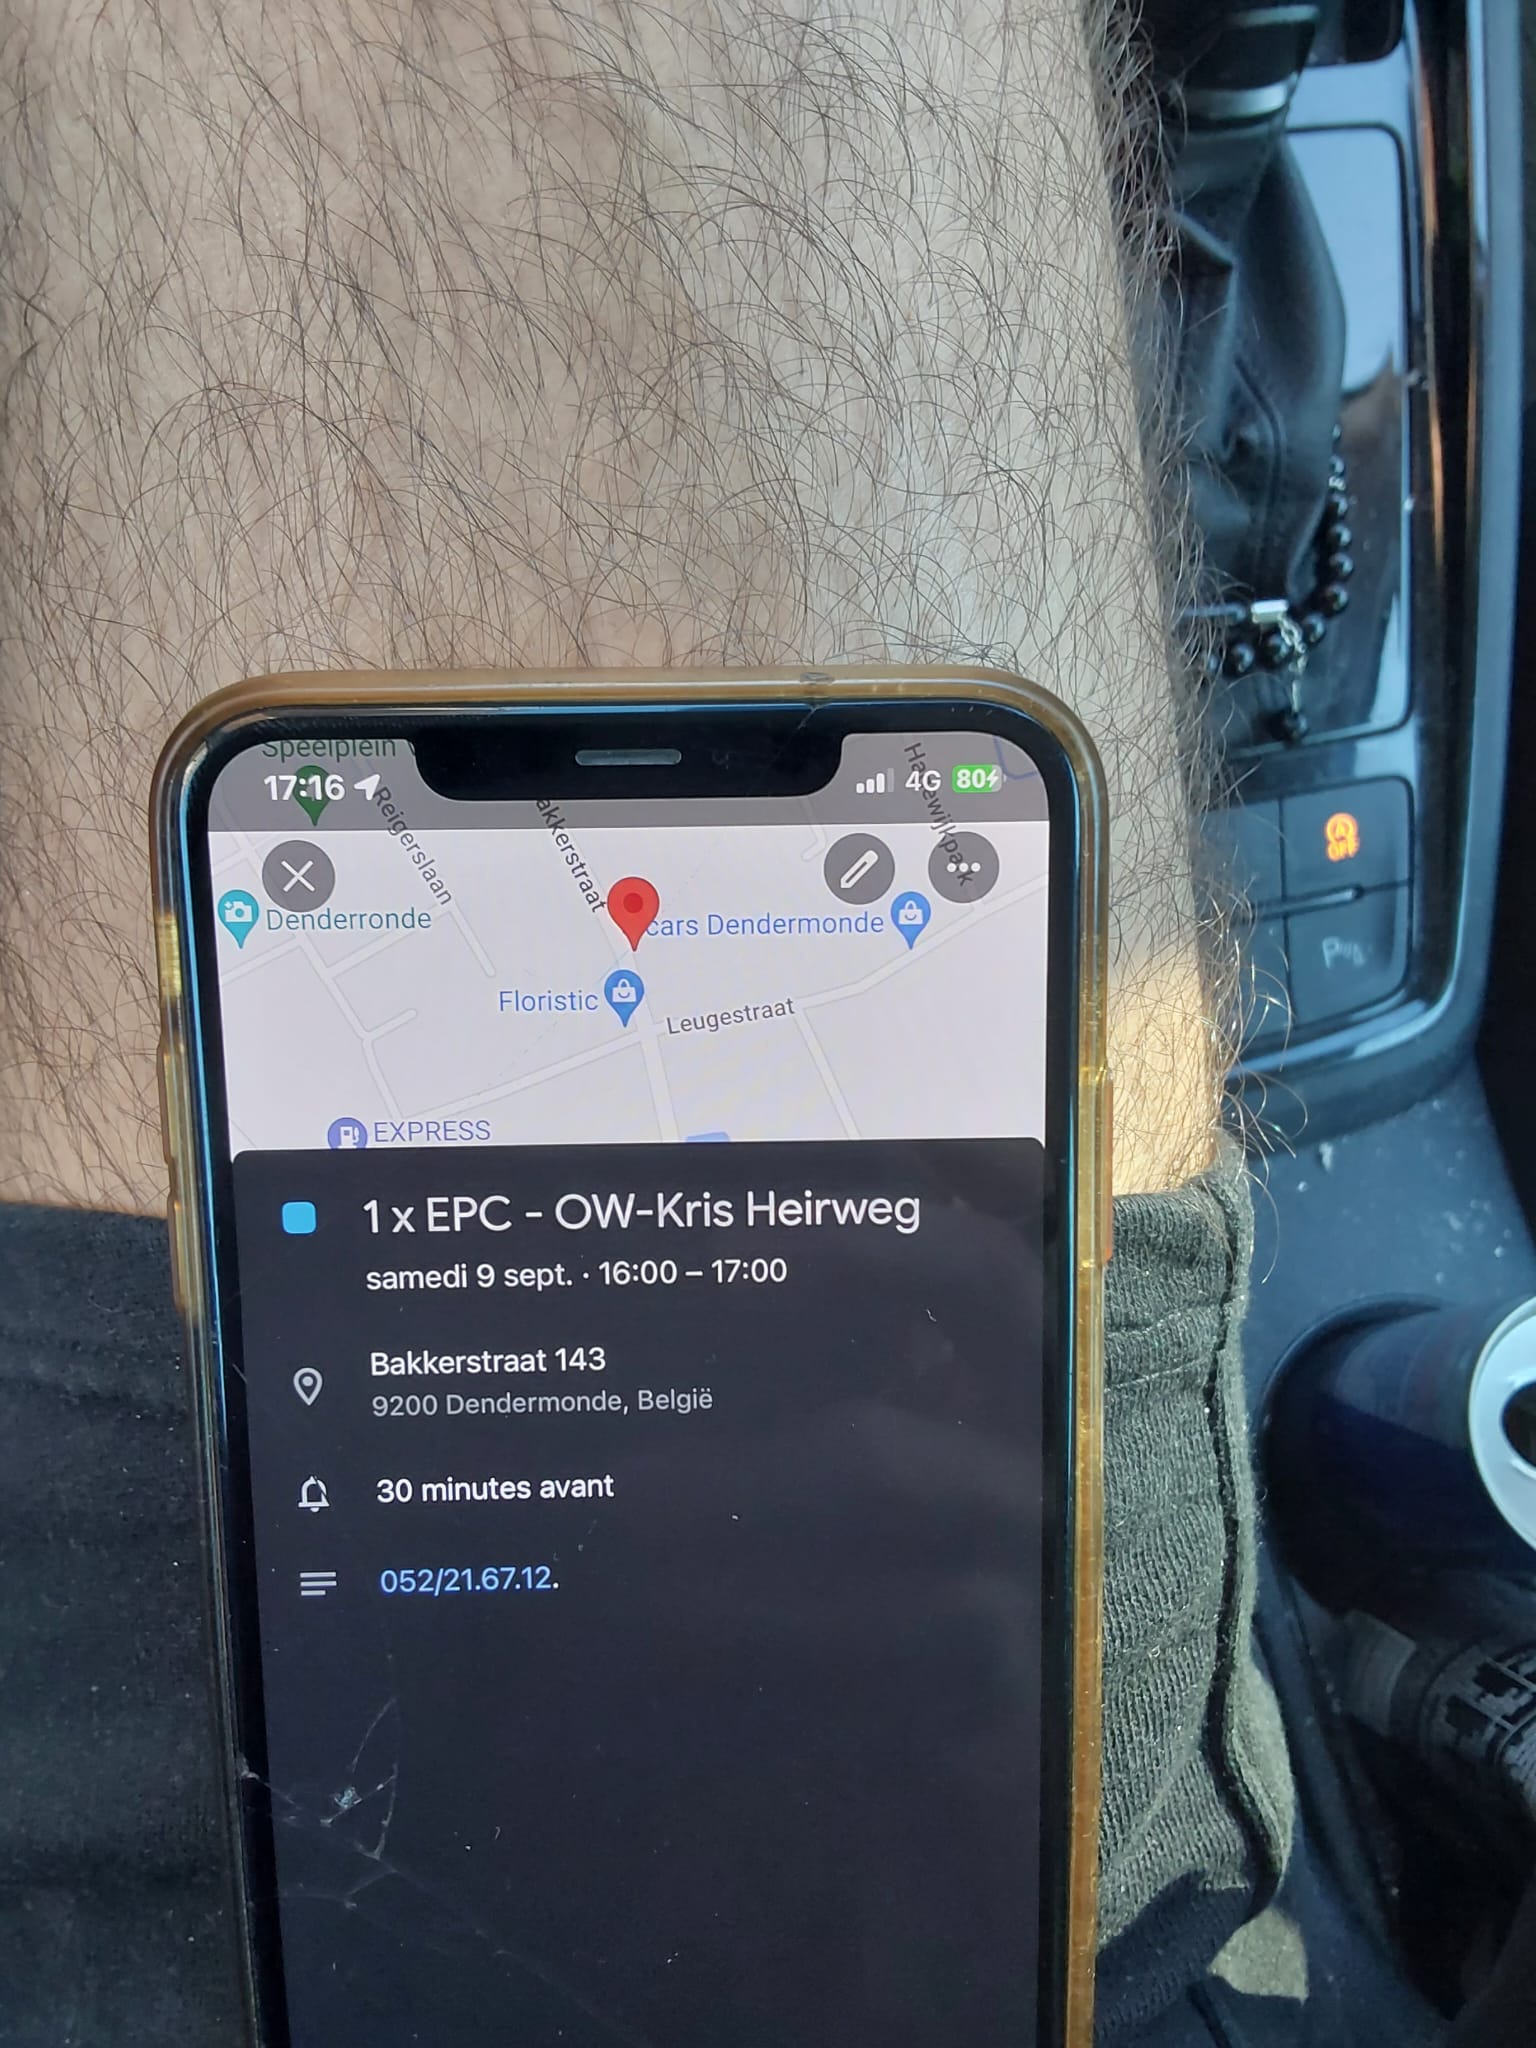 Speelplein
17:16
4G 80
Reigerslaan
akkerstraat
Denderronde
cars Dendermonde
Floristic
Leugestraat
EXPRESS
1 x EPC - OW-Kris Heirweg
samedi 9 sept. · 16:00 – 17:00
Bakkerstraat 143
9200 Dendermonde, België
30 minutes avant
052/21.67.12.
A
OFF